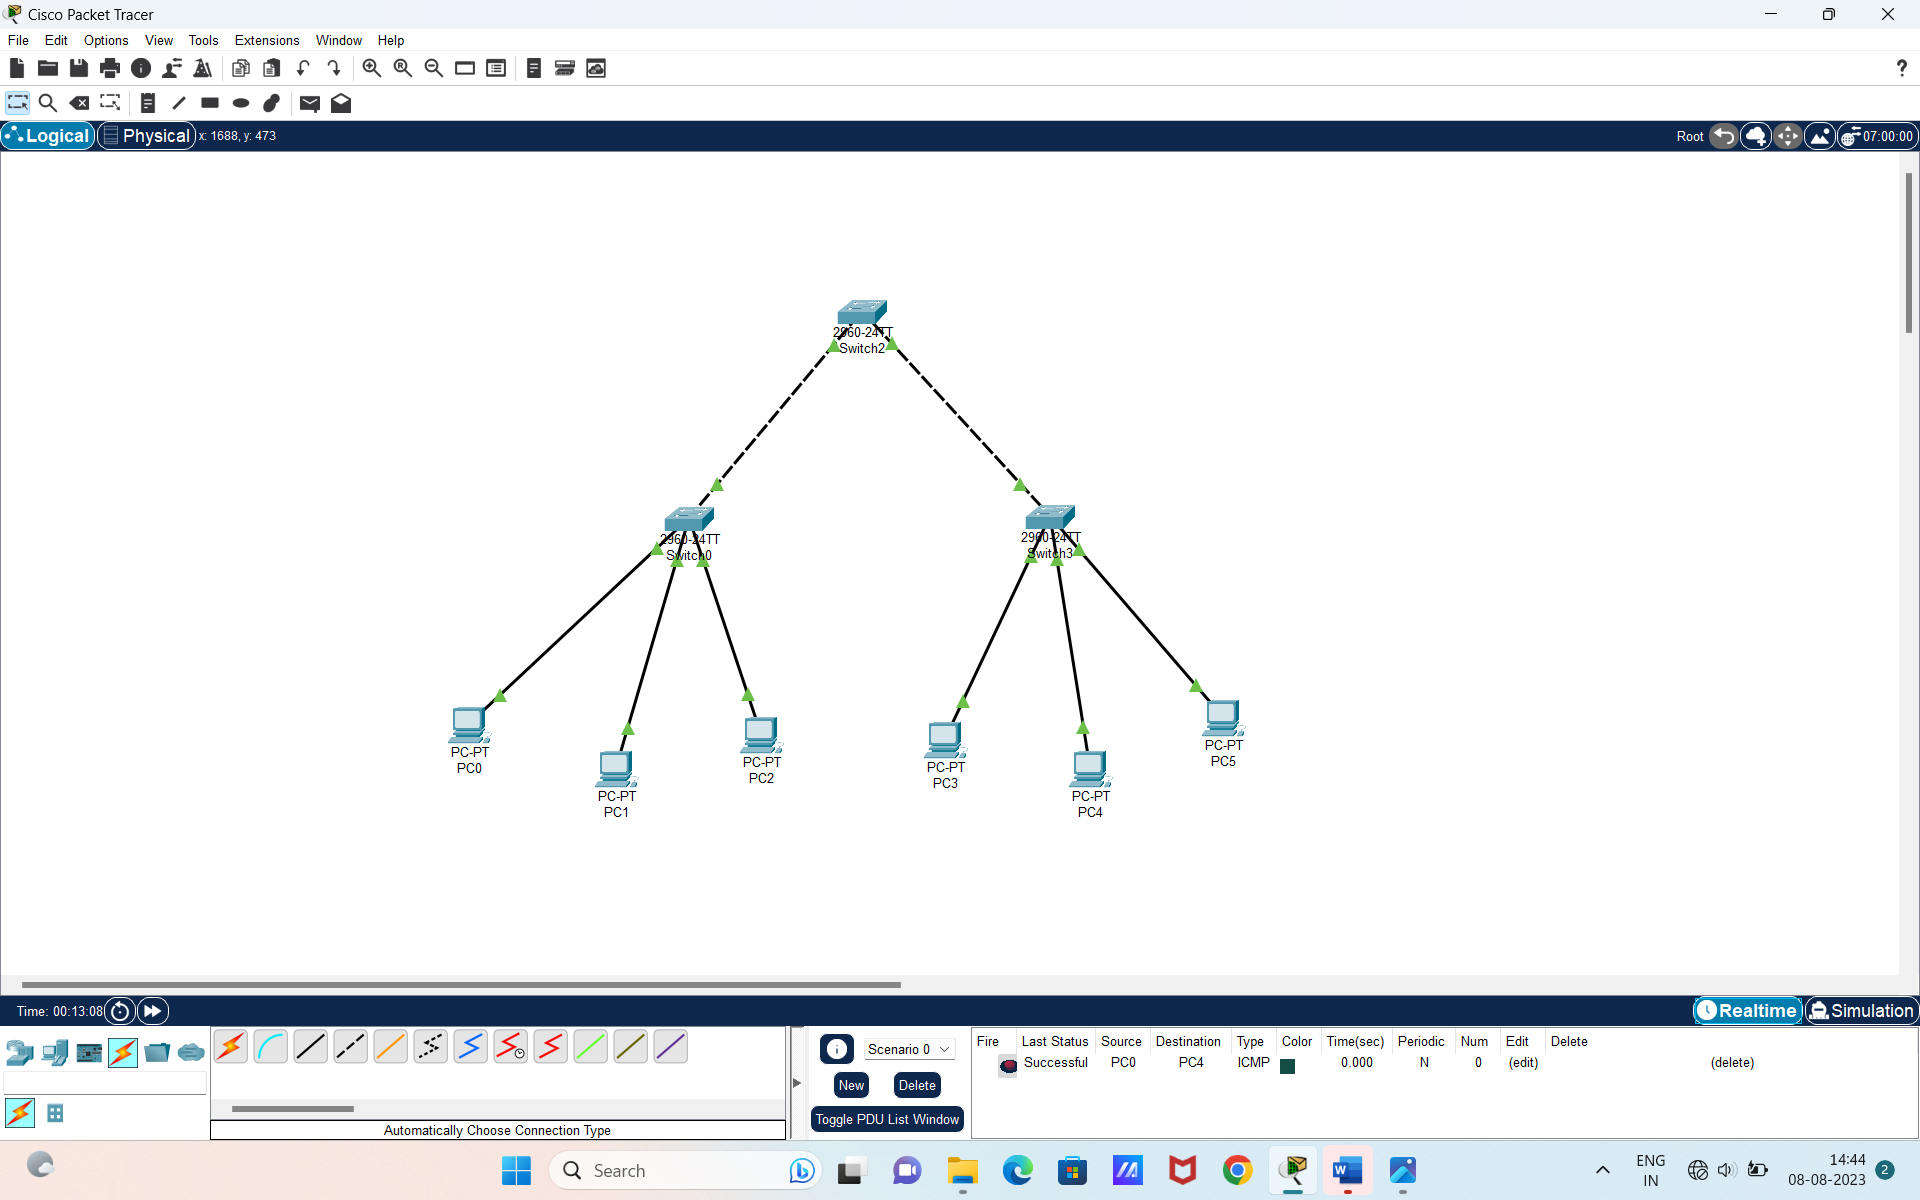 Cisco Packet Tracer
File Edit Options View Tools Extensions Window Help
Logical Physical x: 1688, y: 473 Root 07:00:00
2960-24TT
Switch2
2960-24TT
Switch0
2960-24TT
Switch3
PC-PT
PC0
PC-PT
PC1
PC-PT
PC2
PC-PT
PC3
PC-PT
PC4
PC-PT
PC5
Time: 00:13:08 Realtime Simulation
Scenario 0
New Delete
Toggle PDU List Window
Automatically Choose Connection Type
Fire Last Status Source Destination Type Color Time(sec) Periodic Num Edit Delete
Successful PC0 PC4 ICMP 0.000 N 0 (edit) (delete)
Search
ENG
IN
14:44
08-08-2023
2